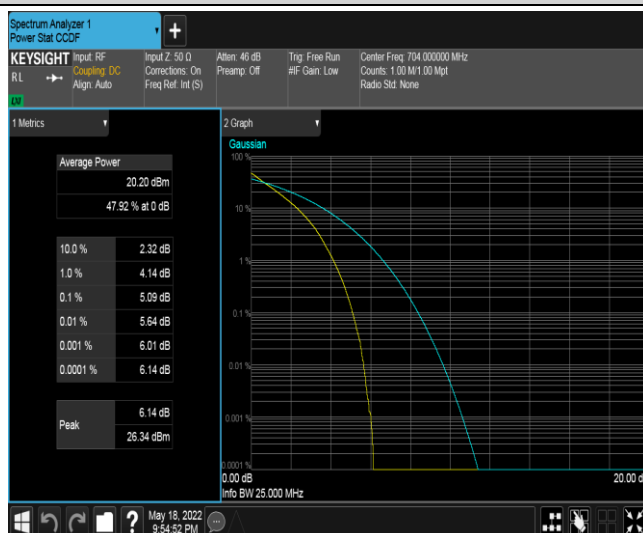 Spectrum Analyzer 1
Power Stat CCDF
+
KEYSIGHT
Input: RF
Input Z: 50 Ω
Atten: 46 dB
Trig: Free Run
Center Freq: 704.000000 MHz
R L
Coupling: DC
Corrections: On
Preamp: Off
#IF Gain: Low
Counts: 1.00 M/1.00 Mpt
Align: Auto
Freq Ref: Int (S)
Radio Std: None
1 Metrics
2 Graph
Gaussian
Average Power
20.20 dBm
47.92 % at 0 dB
10.0 % 2.32 dB
1.0 % 4.14 dB
0.1 % 5.09 dB
0.01 % 5.64 dB
0.001 % 6.01 dB
0.0001 % 6.14 dB
Peak
6.14 dB
26.34 dBm
100 %
10 %
1 %
0.1 %
0.01 %
0.001 %
0.0001 %
0.00 dB
20.00 d
Info BW 25.000 MHz
?
May 18, 2022
9:54:52 PM